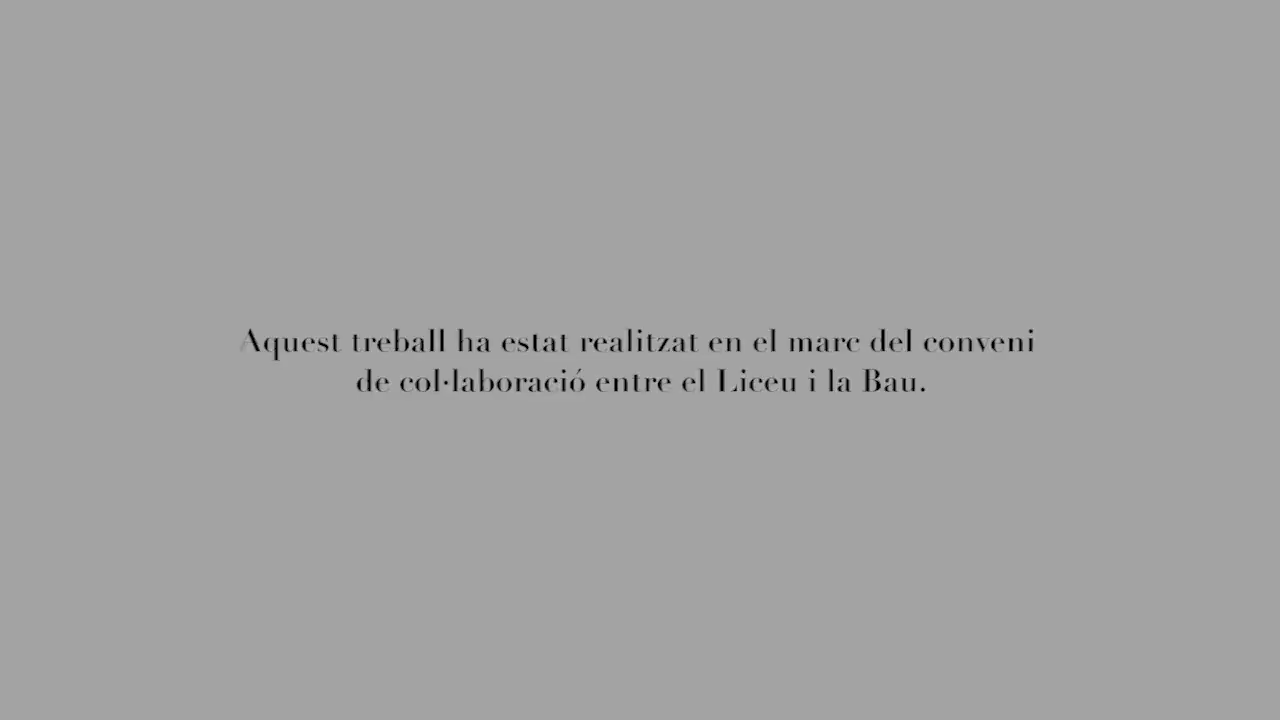 Aquest treball ha estat realitzat en el marc del conveni
de col·laboració entre el Liceu i la Bau.